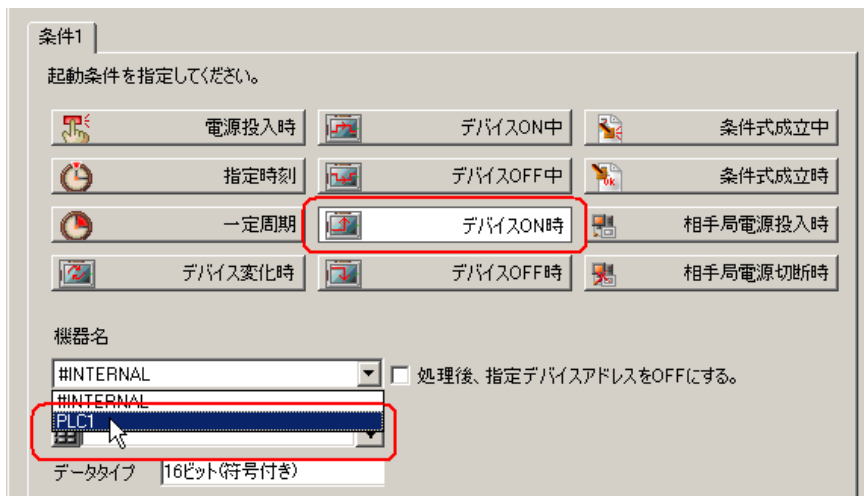 条件1
起動条件を指定してください。
電源投入時 デバイスON中 条件式成立中
指定時刻 デバイスOFF中 条件式成立時
一定周期 デバイスON時 相手局電源投入時
デバイス変化時 デバイスOFF時 相手局電源切断時
機器名
#INTERNAL 処理後、指定デバイスアドレスをOFFにする。
#INTERNAL
PLC1
データタイプ 16ビット(符号付き)